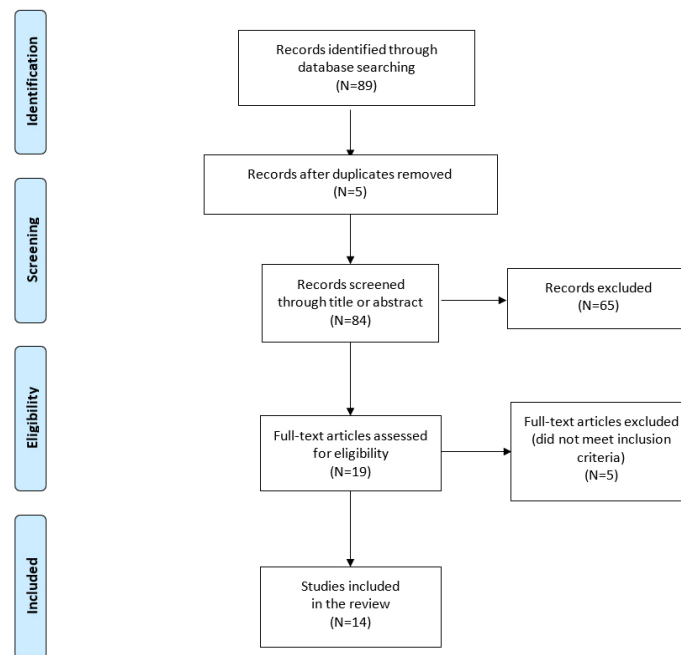 Identification
Records identified through
database searching
(N=89)
Records after duplicates removed
(N=5)
Screening
Records screened
through title or abstract
(N=84)
Records excluded
(N=65)
Eligibility
Full-text articles assessed
for eligibility
(N=19)
Full-text articles excluded
(did not meet inclusion
criteria)
(N=5)
Included
Studies included
in the review
(N=14)